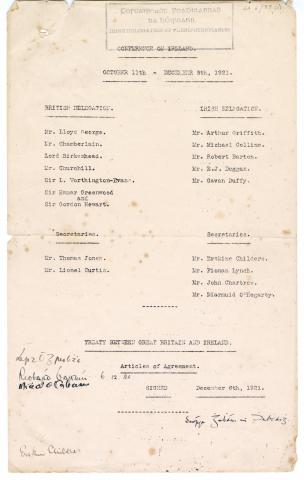 CONFERENCE ON IRELAND.
OCTOBER 11th - DECEMBER 6th, 1921.
BRITISH DELEGATION.
Mr. Lloyd George.
Mr. Chamberlain.
Lord Birkenhead.
Mr. Churchill.
Sir L. Worthington-Evans.
Sir Hamar Greenwood
and
Sir Gordon Hewart.
IRISH DELEGATION.
Mr. Arthur Griffith.
Mr. Michael Collins.
Mr. Robert Barton.
Mr. E.J. Duggan.
Mr. Gavan Duffy.
Secretaries.
Mr. Thomas Jones.
Mr. Lionel Curtis.
Secretaries.
Mr. Erskine Childers.
Mr. Fionan Lynch.
Mr. John Chartres.
Mr. Diarmuid O'Hegarty.
TREATY BETWEEN GREAT BRITAIN AND IRELAND.
Articles of Agreement.
6 12 21
SIGNED December 6th, 1921.
Erskine Childers